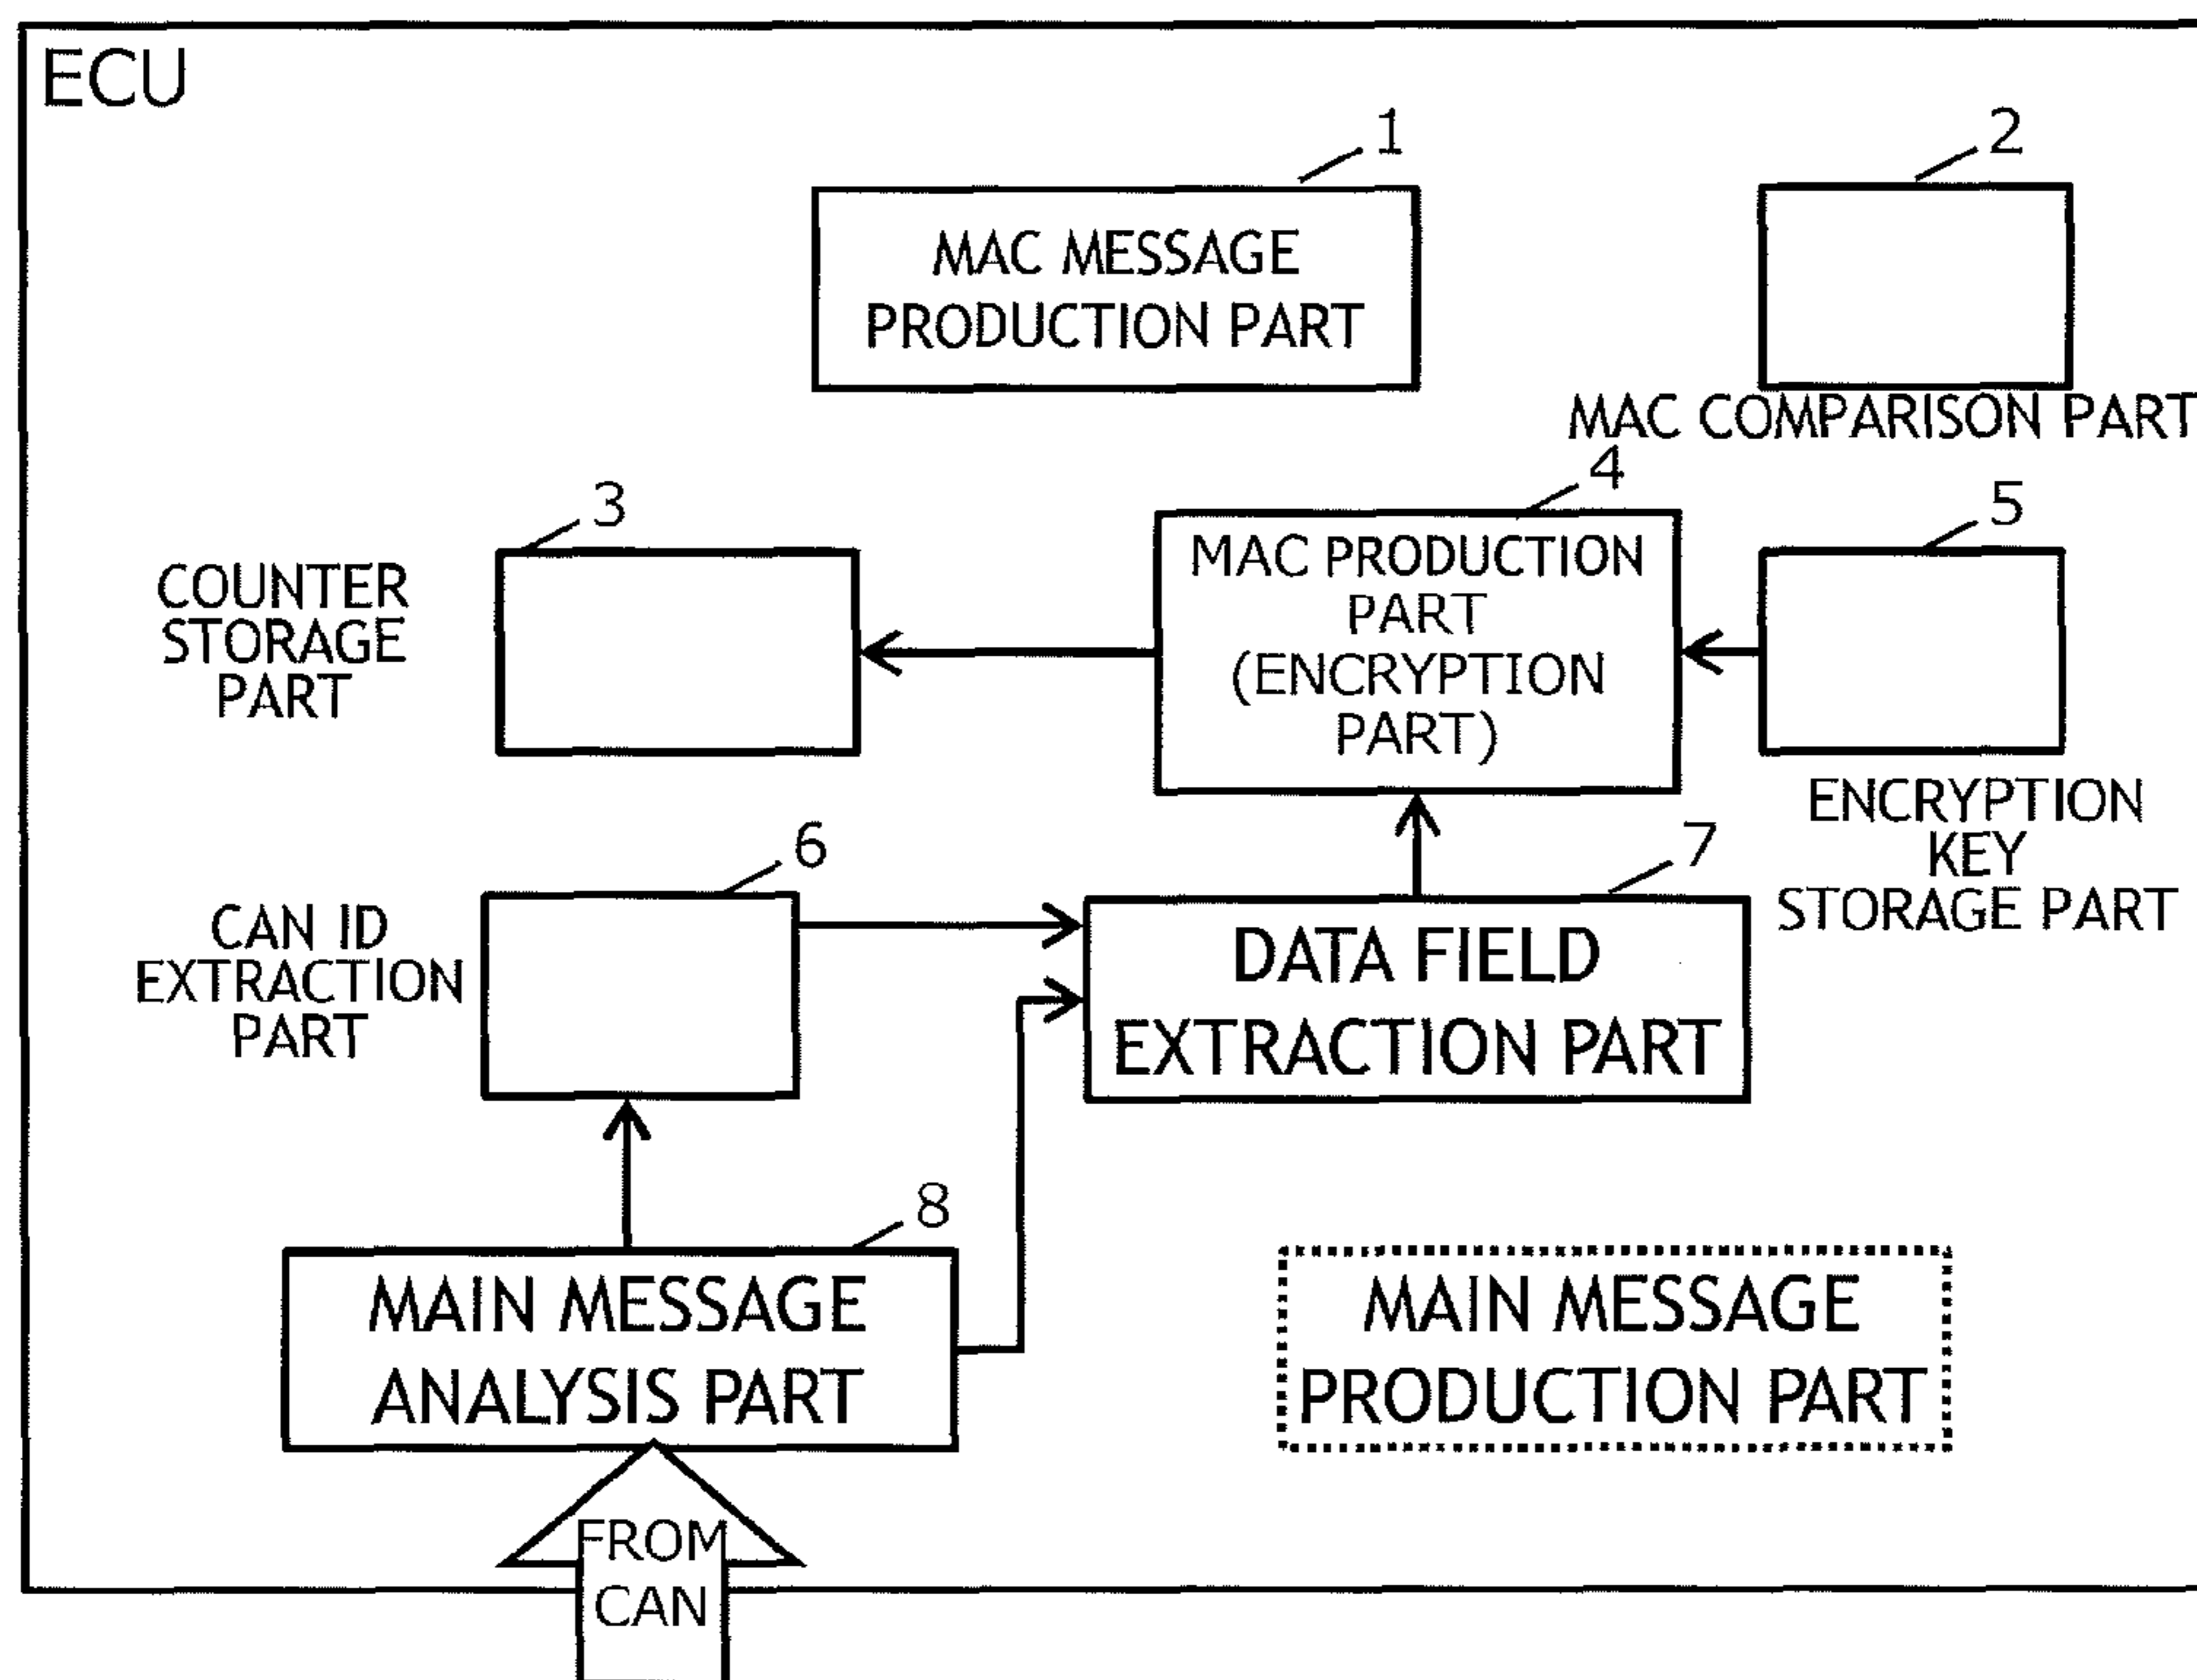 ECU
1
MAC MESSAGE
PRODUCTION PART
2
MAC COMPARISON PART
3
COUNTER
STORAGE
PART
4
MAC PRODUCTION
PART
(ENCRYPTION
PART)
5
ENCRYPTION
KEY
STORAGE PART
6
CAN ID
EXTRACTION
PART
7
DATA FIELD
EXTRACTION PART
8
MAIN MESSAGE
ANALYSIS PART
MAIN MESSAGE
PRODUCTION PART
FROM
CAN